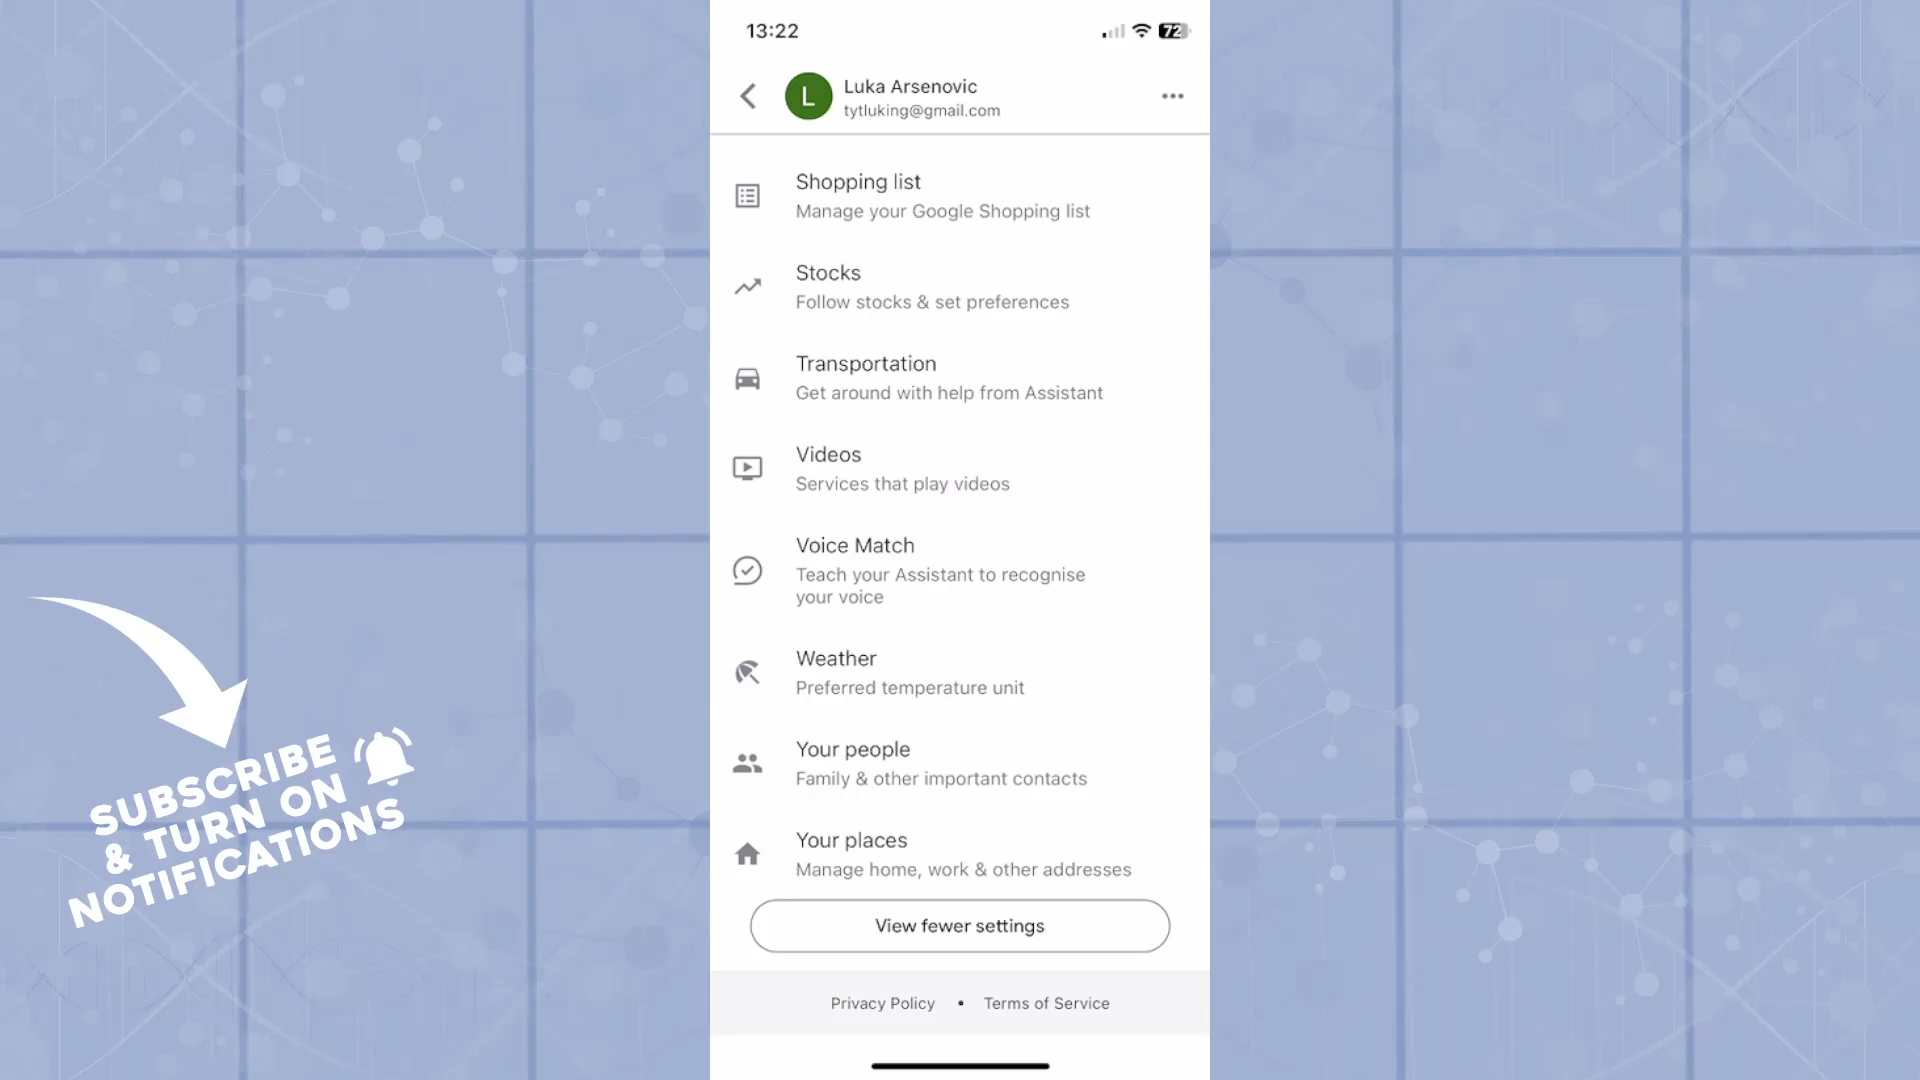 13:22
72
L
Luka Arsenovic
tytluking@gmail.com
Shopping list
Manage your Google Shopping list
Stocks
Follow stocks & set preferences
Transportation
Get around with help from Assistant
Videos
Services that play videos
Voice Match
Teach your Assistant to recognise
your voice
Weather
Preferred temperature unit
Your people
Family & other important contacts
Your places
Manage home, work & other addresses
View fewer settings
Privacy Policy • Terms of Service
SUBSCRIBE
& TURN ON
NOTIFICATIONS